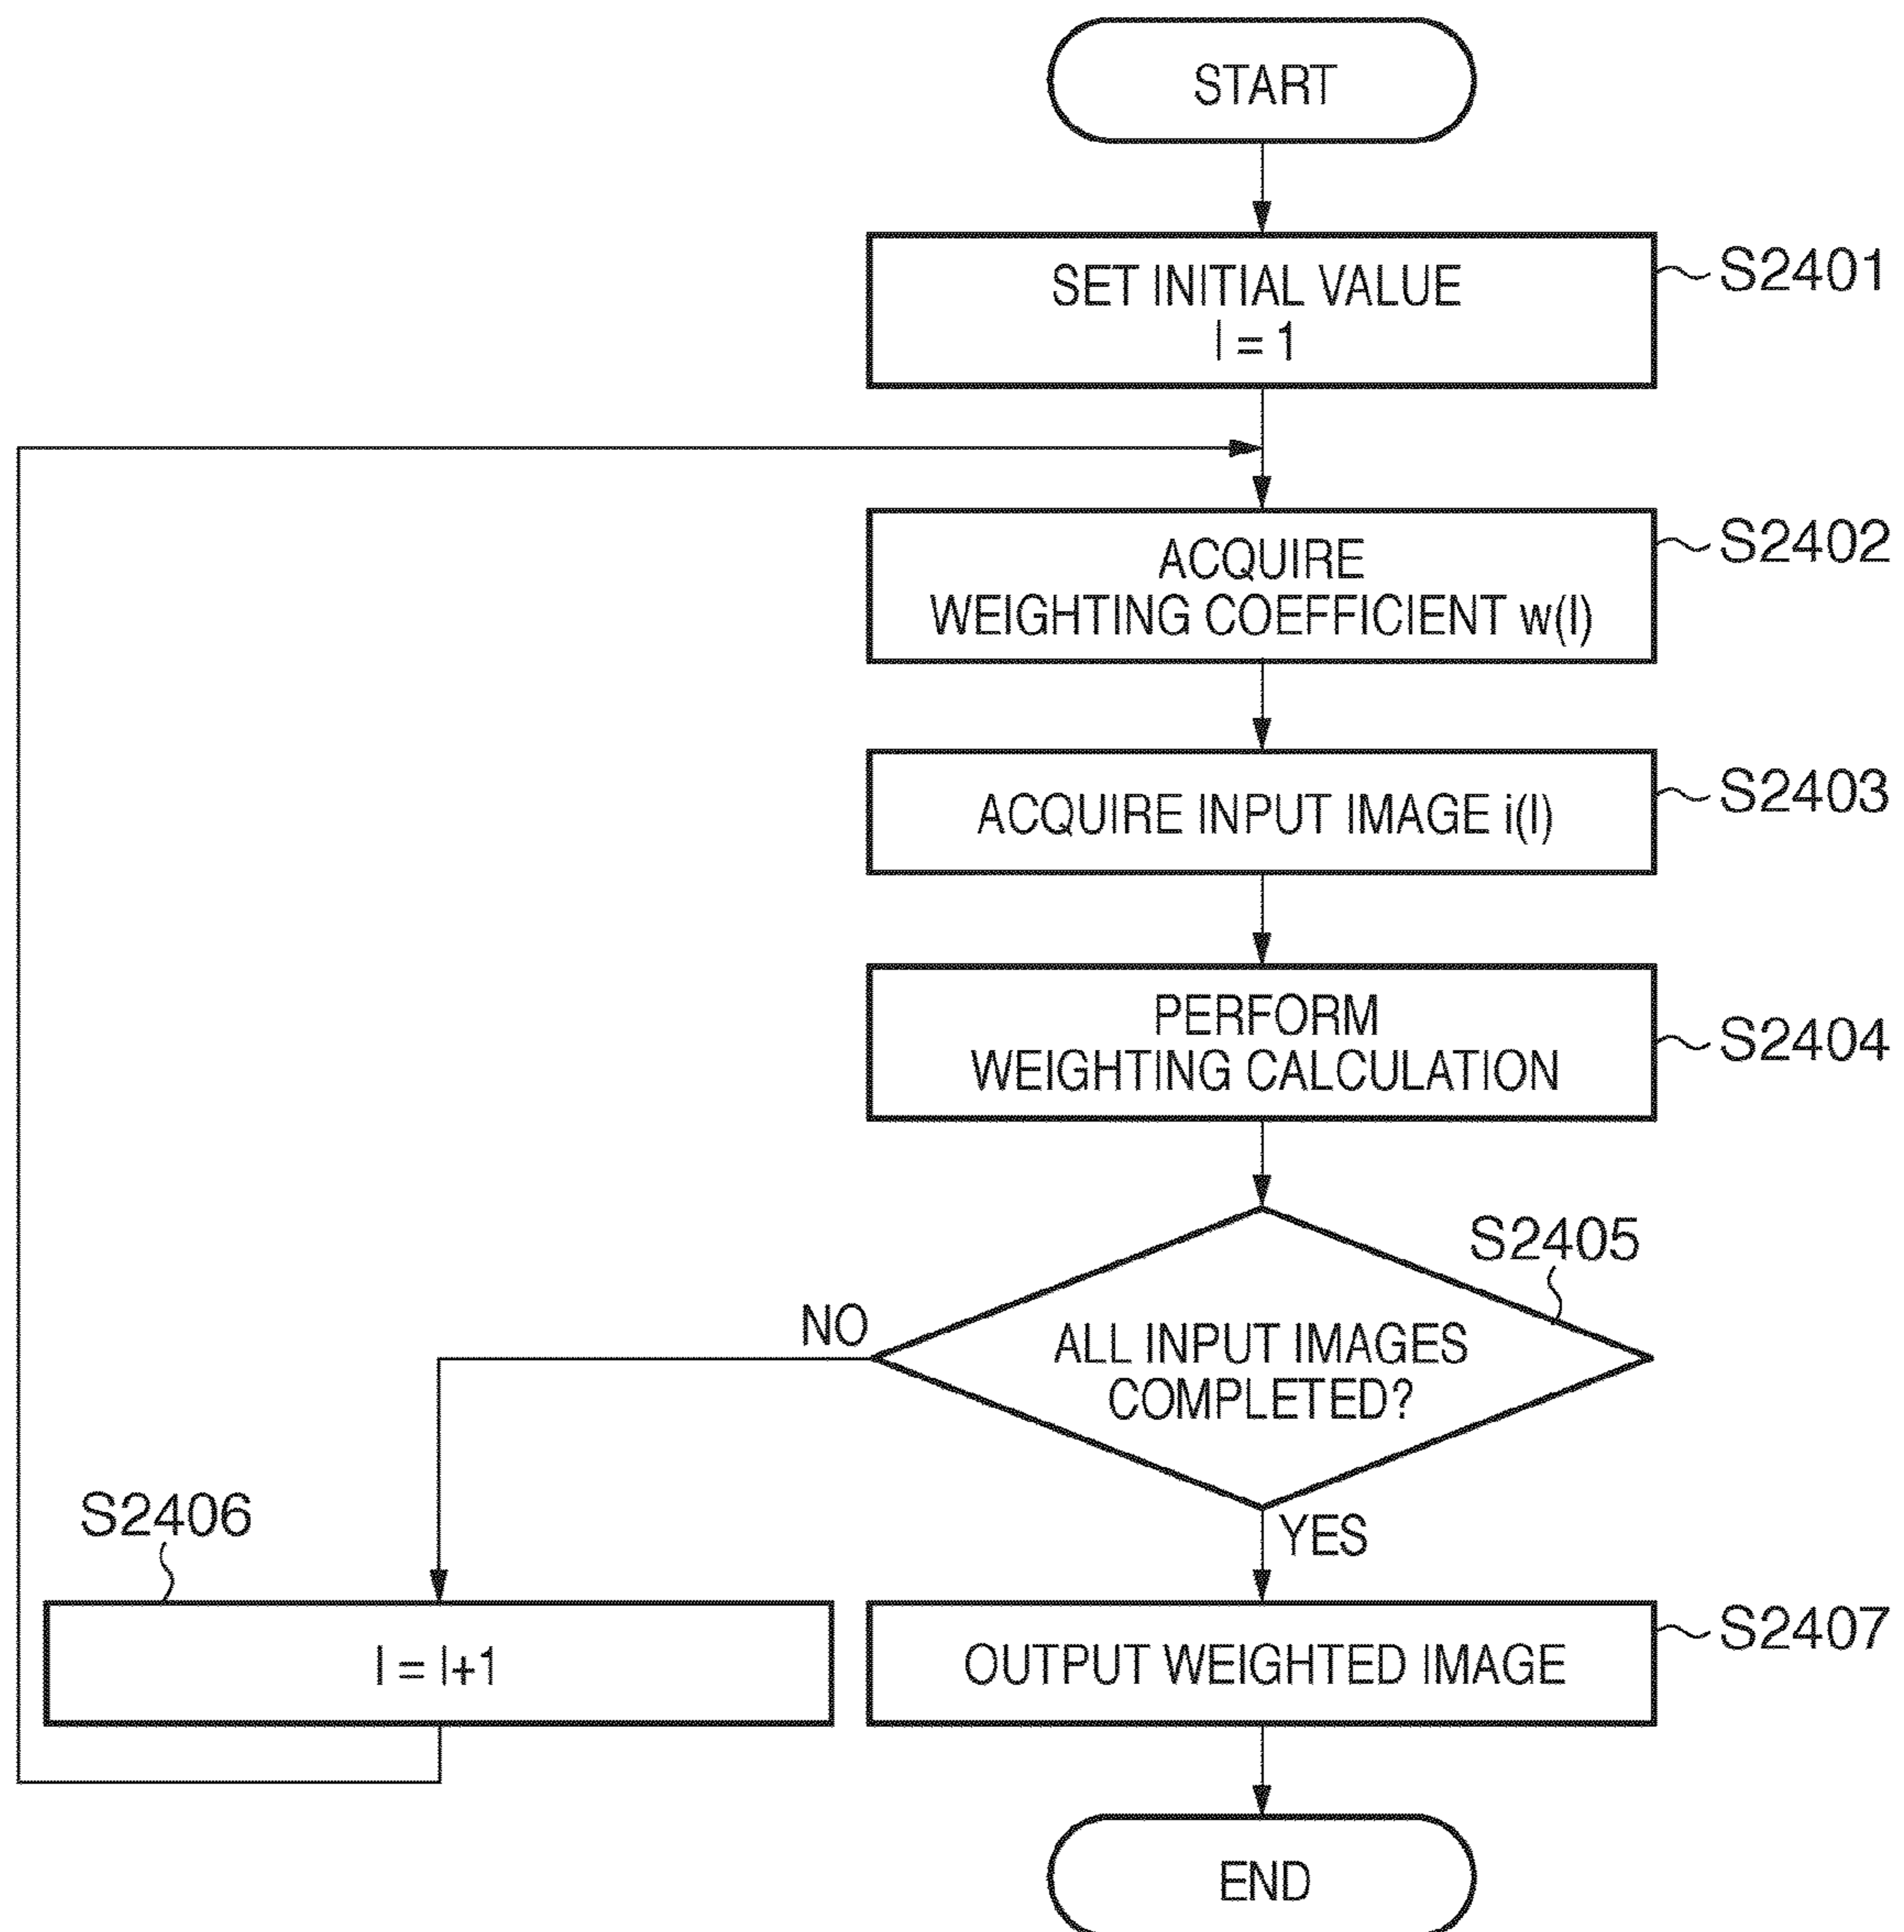 START
SET INITIAL VALUE
l = 1
S2401
ACQUIRE
WEIGHTING COEFFICIENT w(l)
S2402
ACQUIRE INPUT IMAGE i(l)
S2403
PERFORM
WEIGHTING CALCULATION
S2404
S2405
ALL INPUT IMAGES
COMPLETED?
NO
YES
S2406
l = l+1
OUTPUT WEIGHTED IMAGE
S2407
END